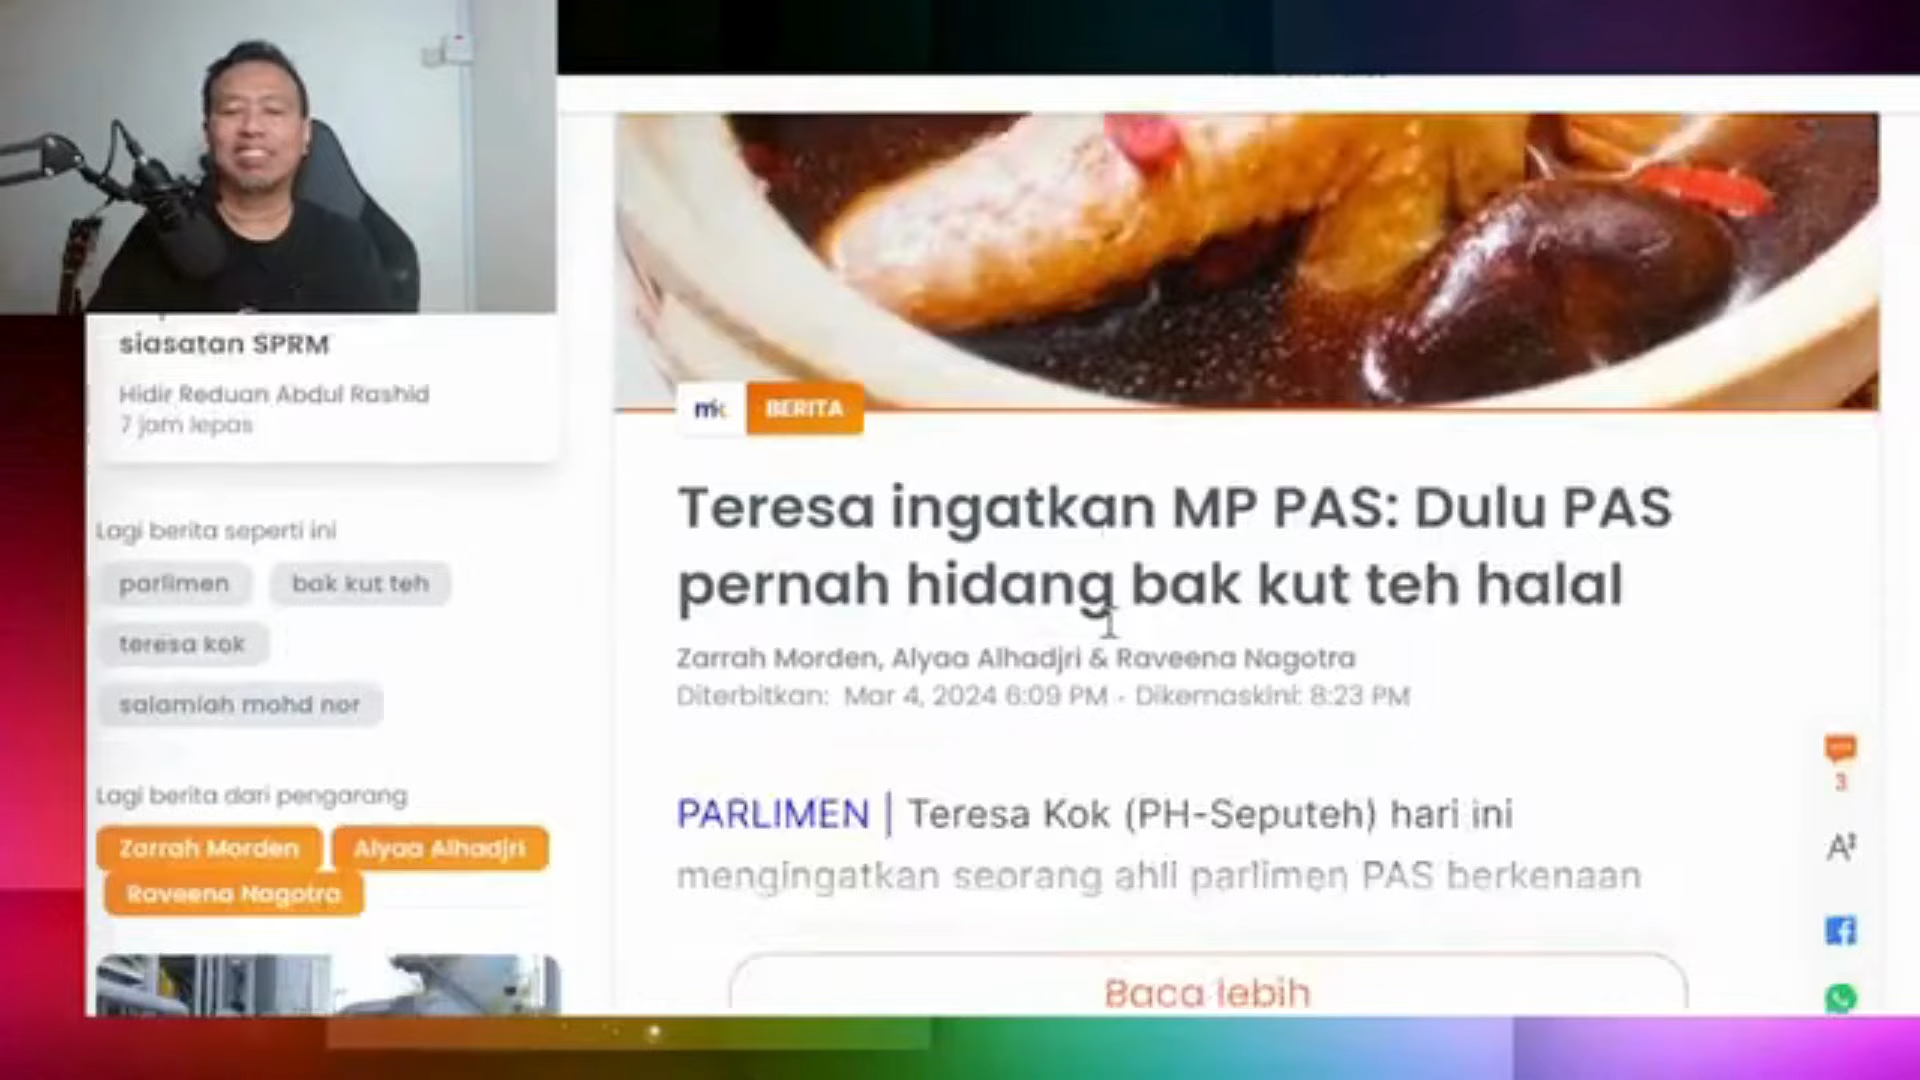 siasatan SPRM
Hidir Reduan Abdul Rashid
7 jam lepas
Lagi berita seperti ini
parlimen
bak kut teh
teresa kok
salamiah mohd nor
Lagi berita dari pengarang
Zarrah Morden
Alyaa Alhadjri
Raveena Nagotra
mk
BERITA
Teresa ingatkan MP PAS: Dulu PAS
pernah hidang bak kut teh halal
Zarrah Morden, Alyaa Alhadjri & Raveena Nagotra
Diterbitkan: Mar 4, 2024 6:09 PM - Dikemaskini: 8:23 PM
PARLIMEN | Teresa Kok (PH-Seputeh) hari ini
mengingatkan seorang ahli parlimen PAS berkenaan
Baca lebih
3